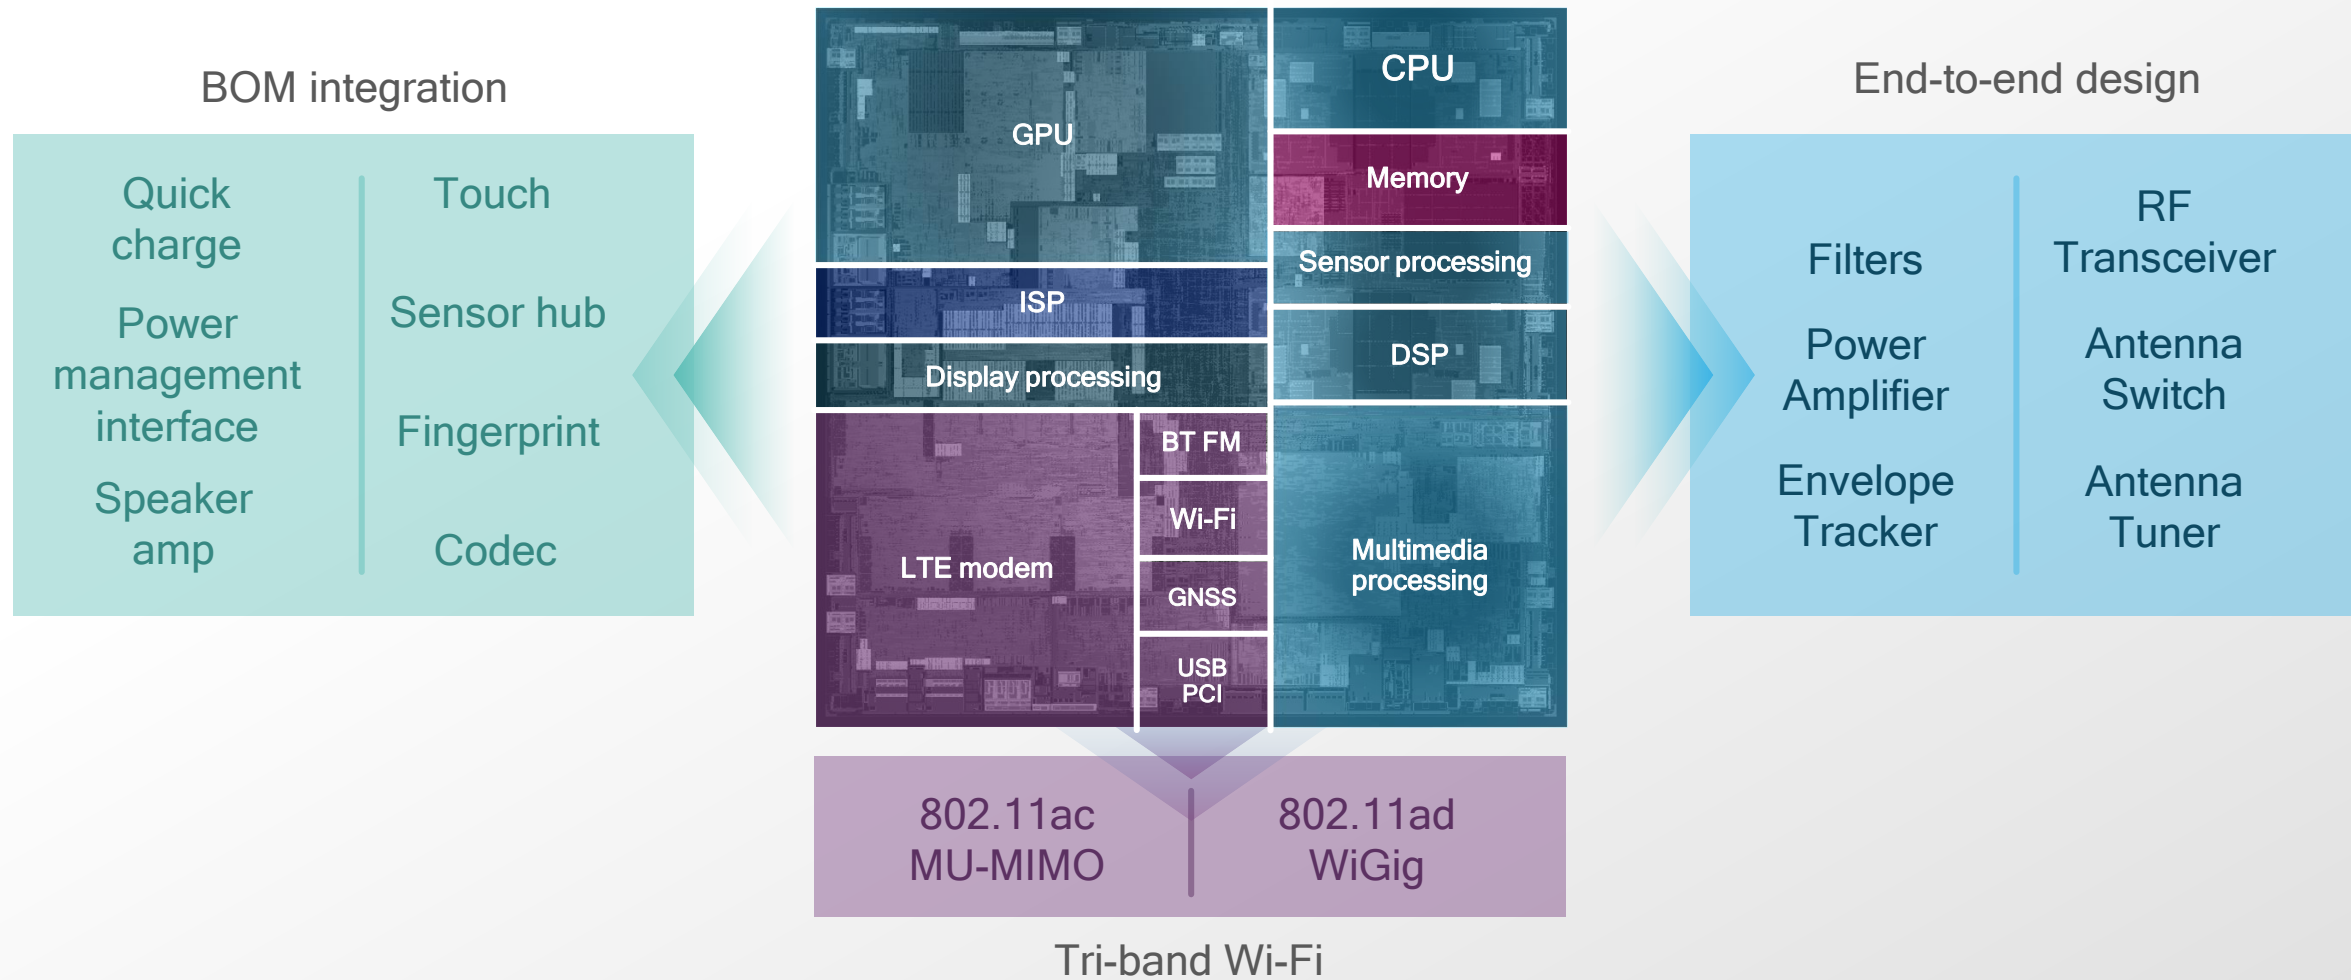 BOM integration
Quick
charge
Power
management
interface
Speaker
amp
Touch
Sensor hub
Fingerprint
Codec
GPU
ISP
Display processing
LTE modem
BT FM
Wi-Fi
GNSS
USB
PCI
CPU
Memory
Sensor processing
DSP
Multimedia
processing
End-to-end design
Filters
Power
Amplifier
Envelope
Tracker
RF
Transceiver
Antenna
Switch
Antenna
Tuner
802.11ac
MU-MIMO
802.11ad
WiGig
Tri-band Wi-Fi